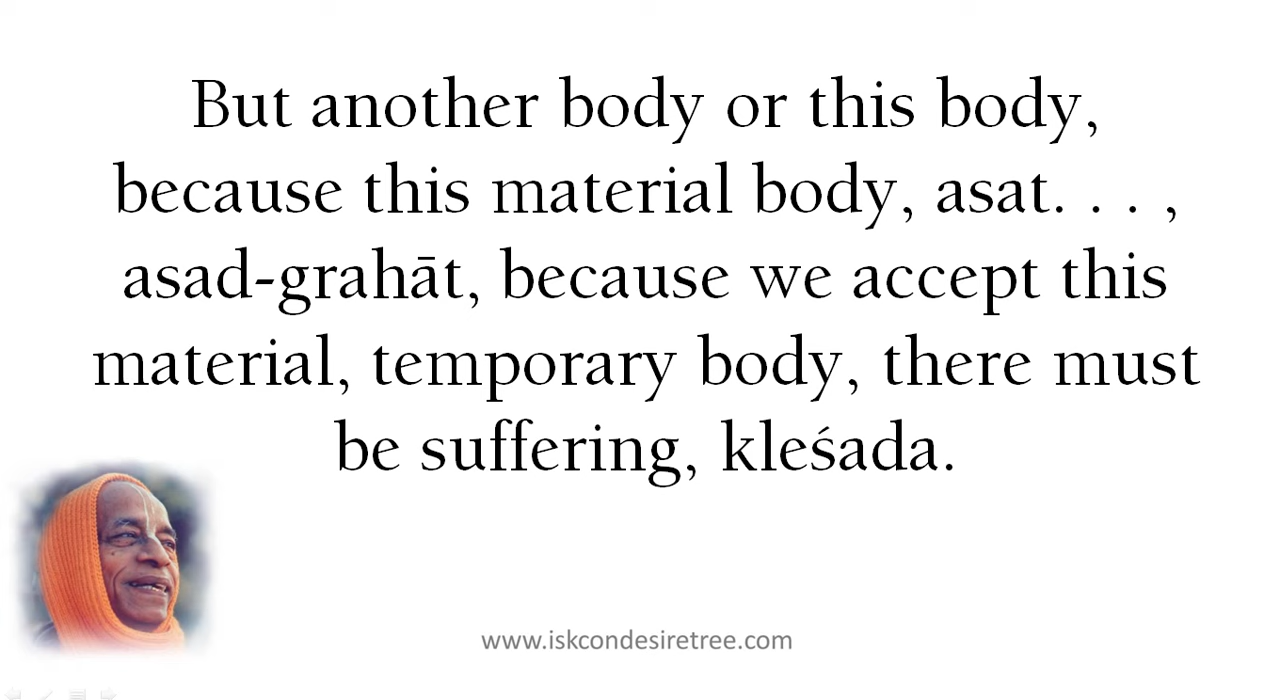 But another body or this body,
because this material body, asat. . . . ,
asad-grahāt, because we accept this
material, temporary body, there must
be suffering, kleśada.
www.iskcondesiretree.com